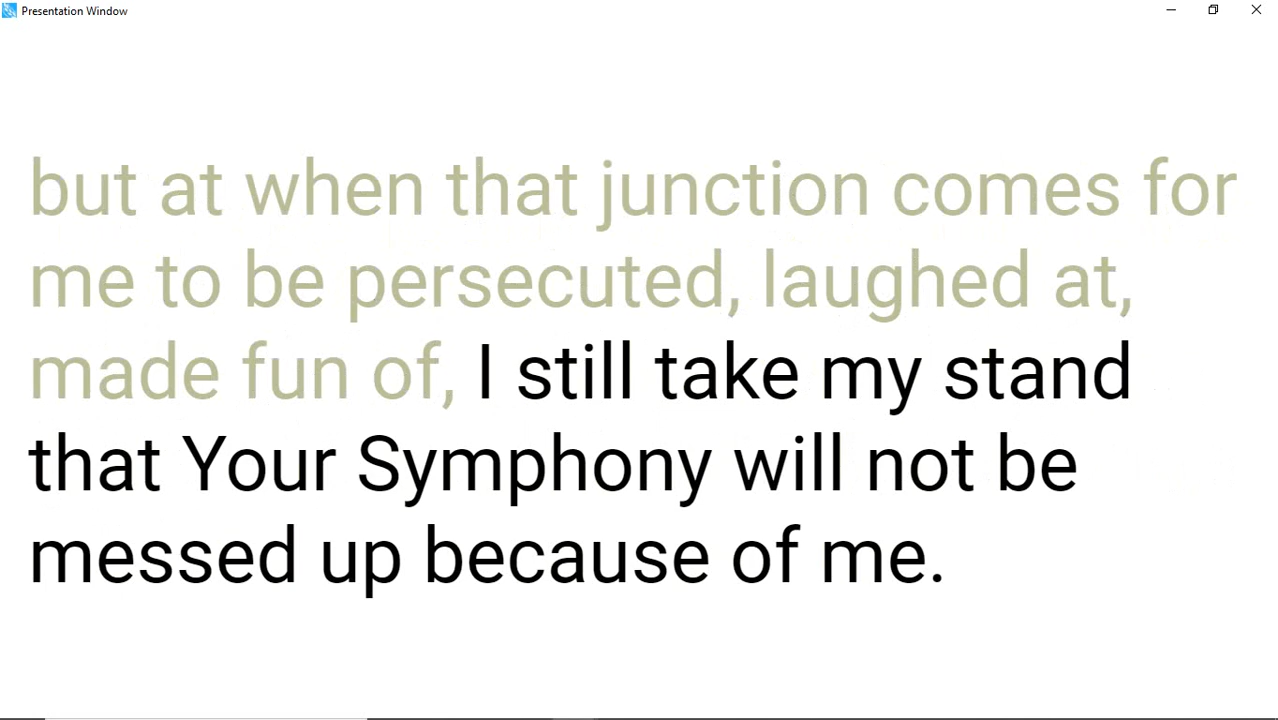 Presentation Window
but at when that junction comes for
me to be persecuted, laughed at,
made fun of, I still take my stand
that Your Symphony will not be
messed up because of me.